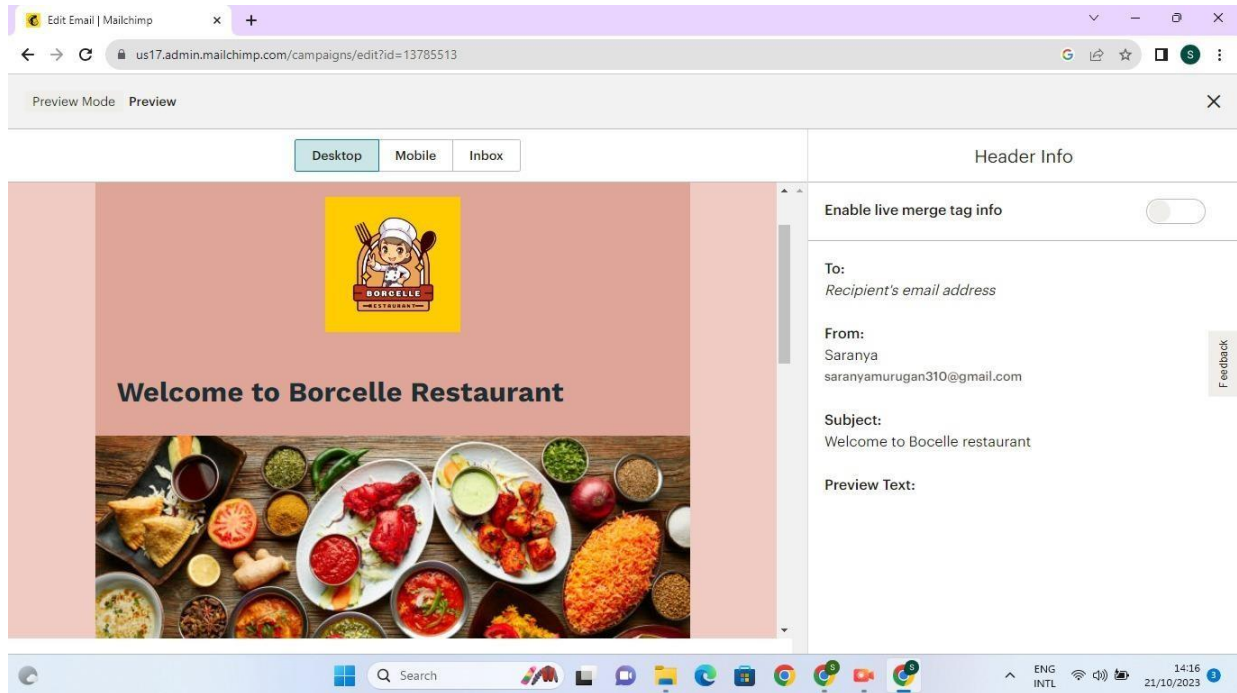 Edit Email | Mailchimp
us17.admin.mailchimp.com/campaigns/edit?id=13785513
G
S
Preview Mode Preview
Desktop Mobile Inbox
Header Info
BORCELLE
RESTAURANT
Welcome to Borcelle Restaurant
Enable live merge tag info
To:
Recipient's email address
From:
Saranya
saranyamurugan310@gmail.com
Subject:
Welcome to Bocelle restaurant
Preview Text:
Feedback
Search
S
S
ENG
INTL
14:16
21/10/2023
3